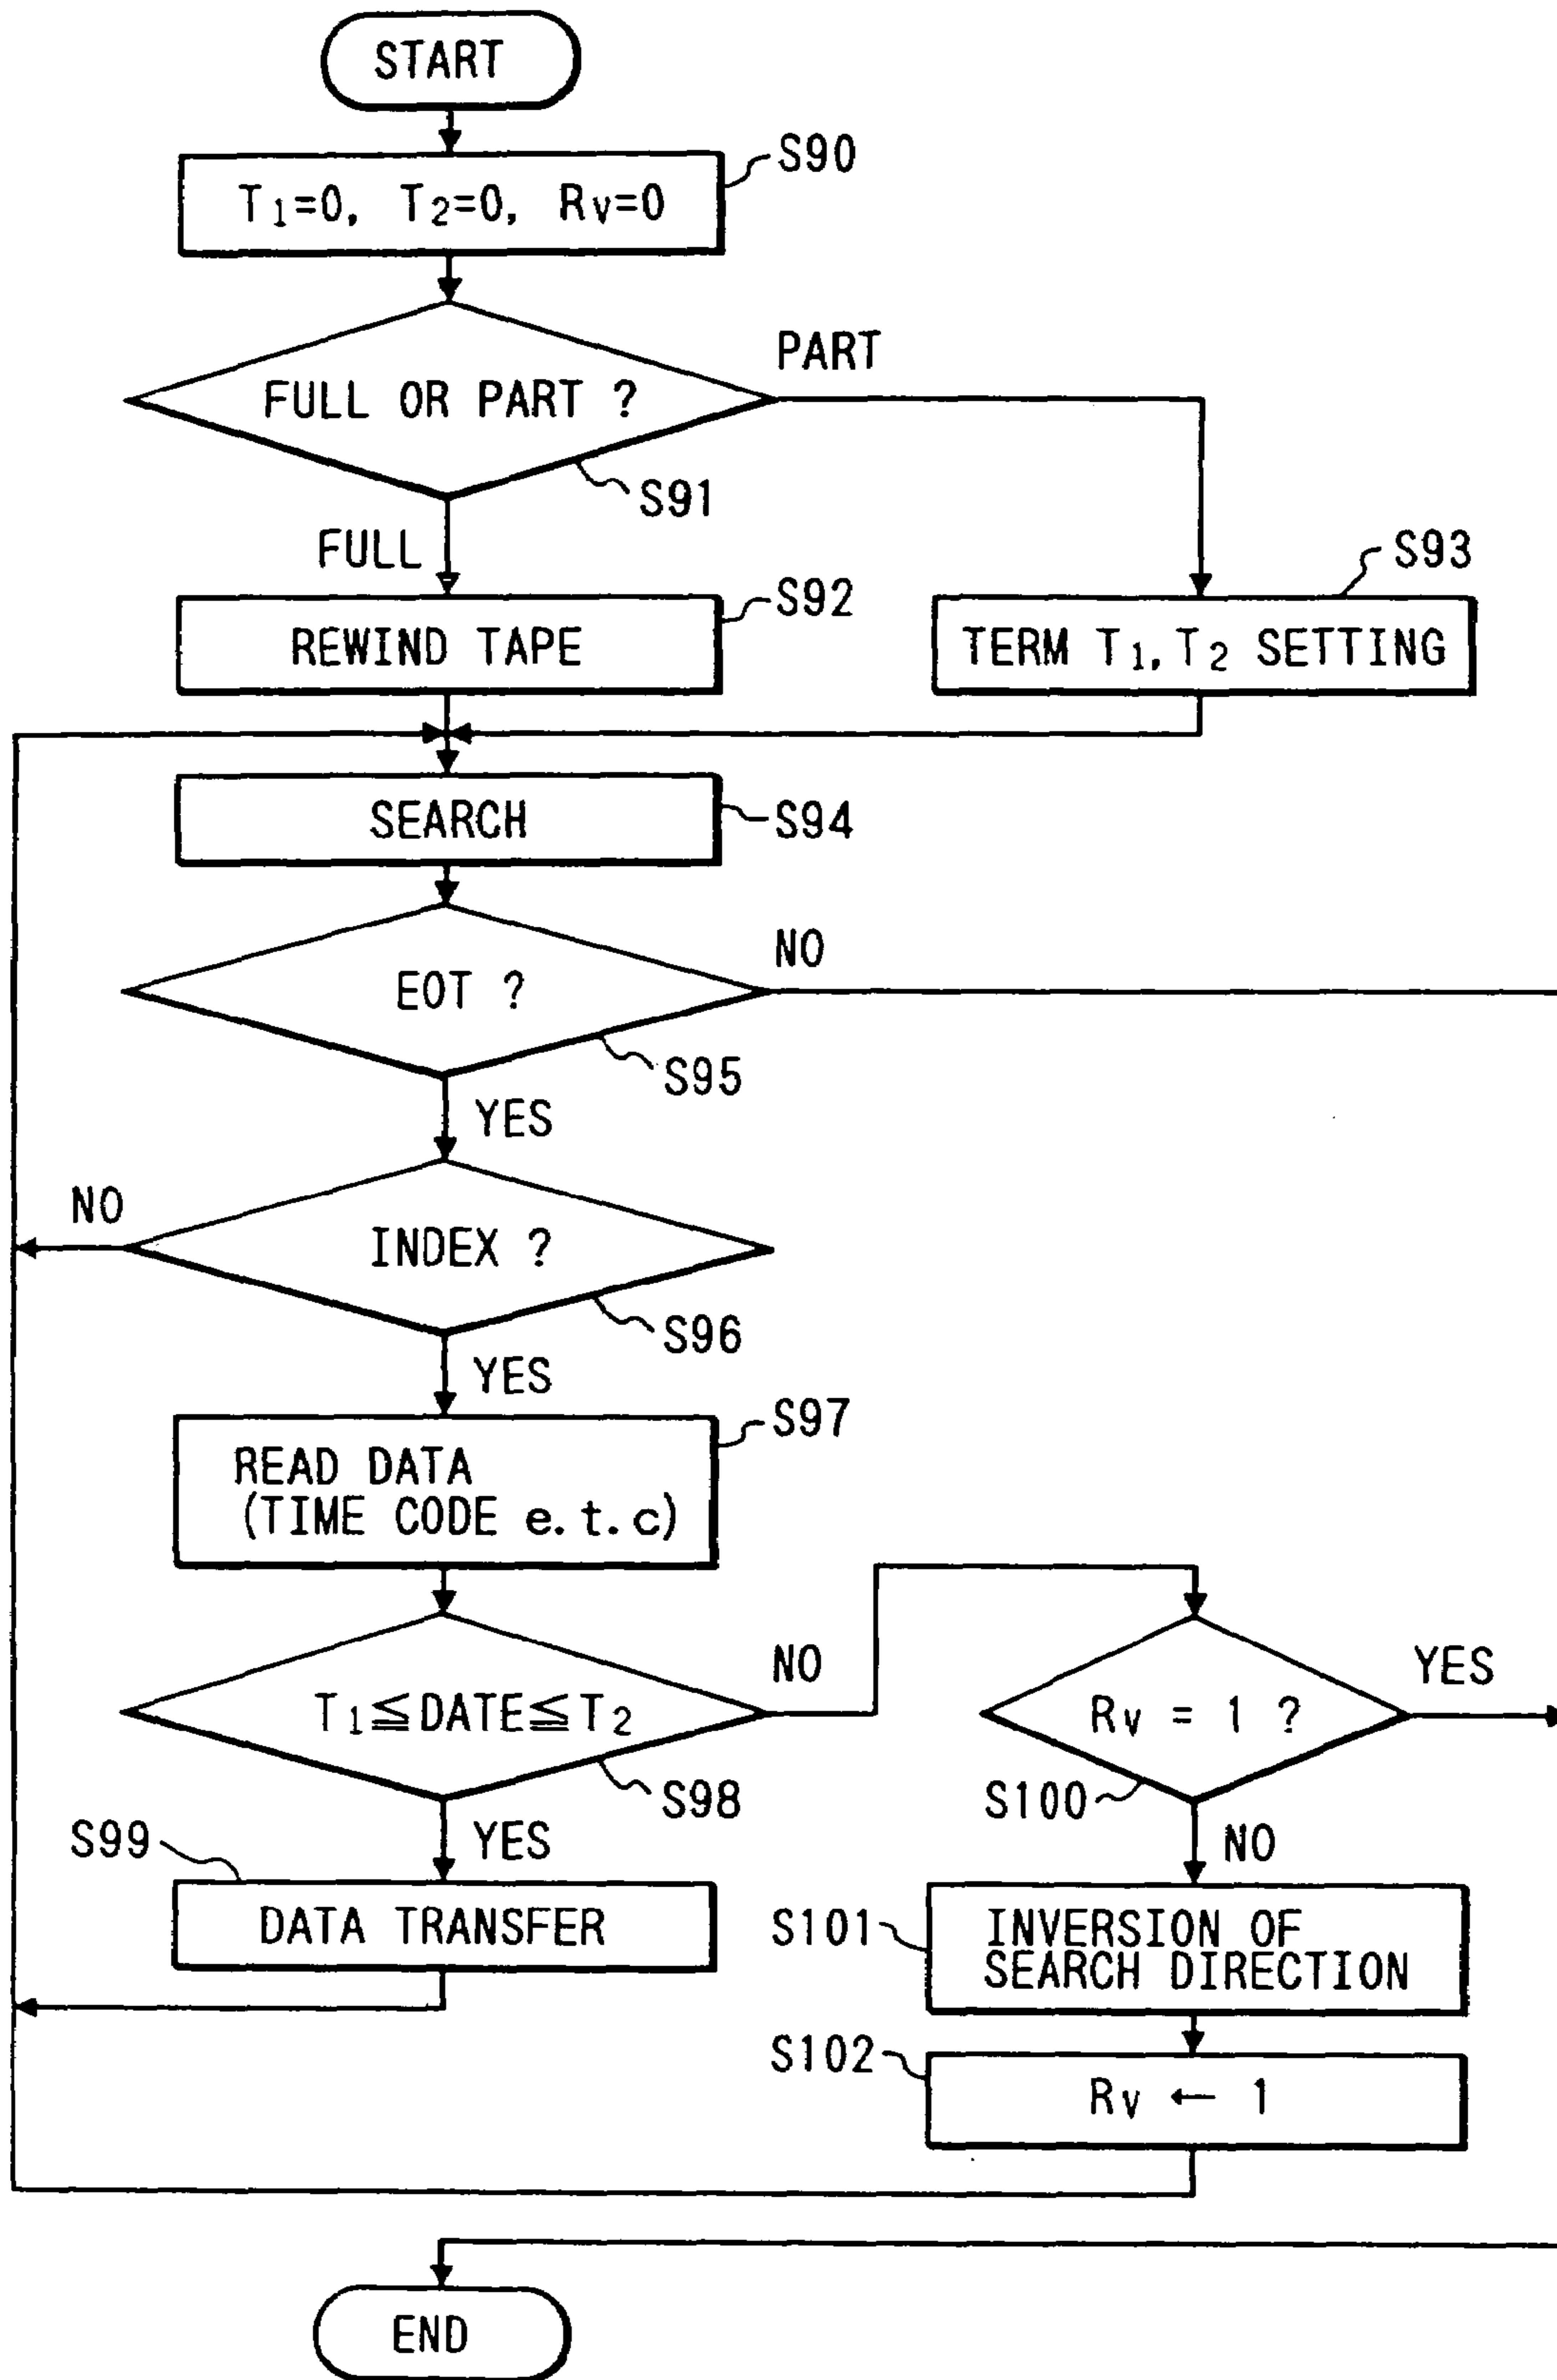 START
S90
T1=0, T2=0, Rv=0
PART
FULL OR PART ?
S91
FULL
S93
S92
REWIND TAPE
TERM T1, T2 SETTING
SEARCH
S94
NO
EOT ?
S95
YES
NO
INDEX ?
S96
YES
S97
READ DATA
(TIME CODE e.t.c)
NO
YES
T1≦DATE≦T2
Rv = 1 ?
S98
S100
S99
YES
NO
DATA TRANSFER
S101
INVERSION OF
SEARCH DIRECTION
S102
Rv ← 1
END